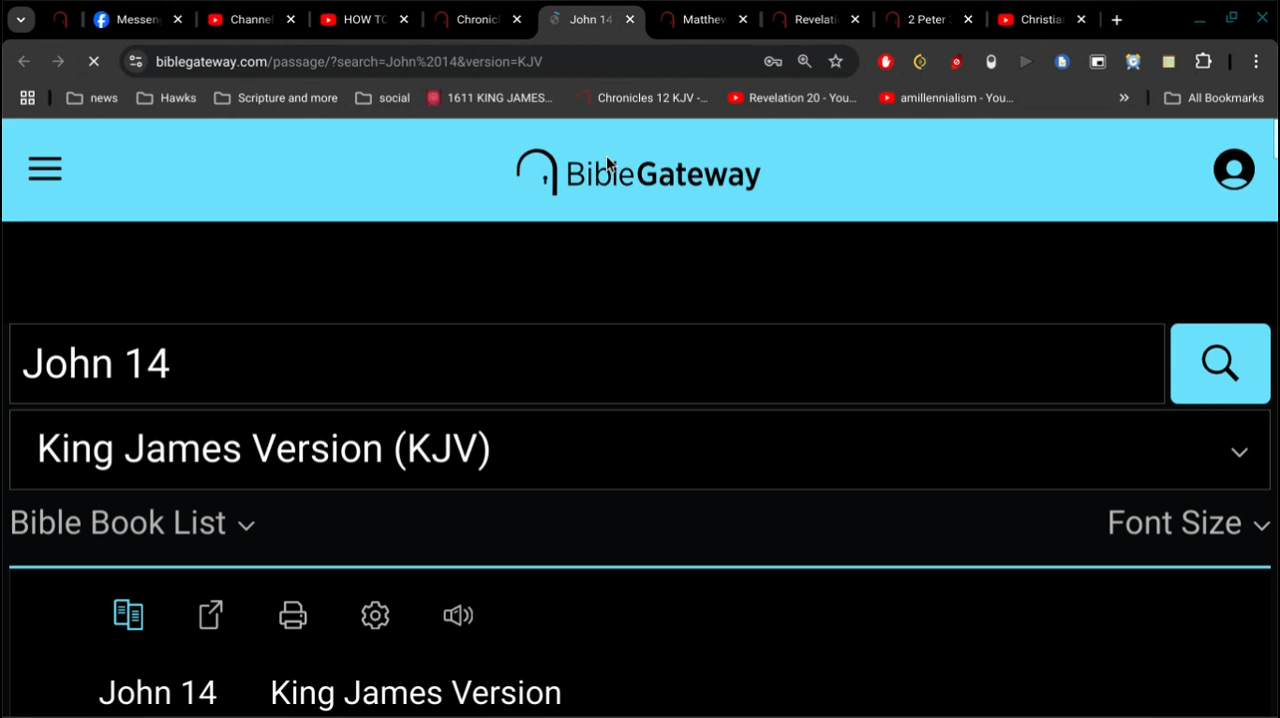 Messen Channel HOW TO Chronic John 14 Matthew Revelati 2 Peter Christia
biblegateway.com/passage/?search=John%2014&version=KJV
news Hawks Scripture and more social 1611 KING JAMES... Chronicles 12 KJV -... Revelation 20 - You... amillennialism - You... » All Bookmarks
BibleGateway
John 14
King James Version (KJV)
Bible Book List Font Size
John 14 King James Version